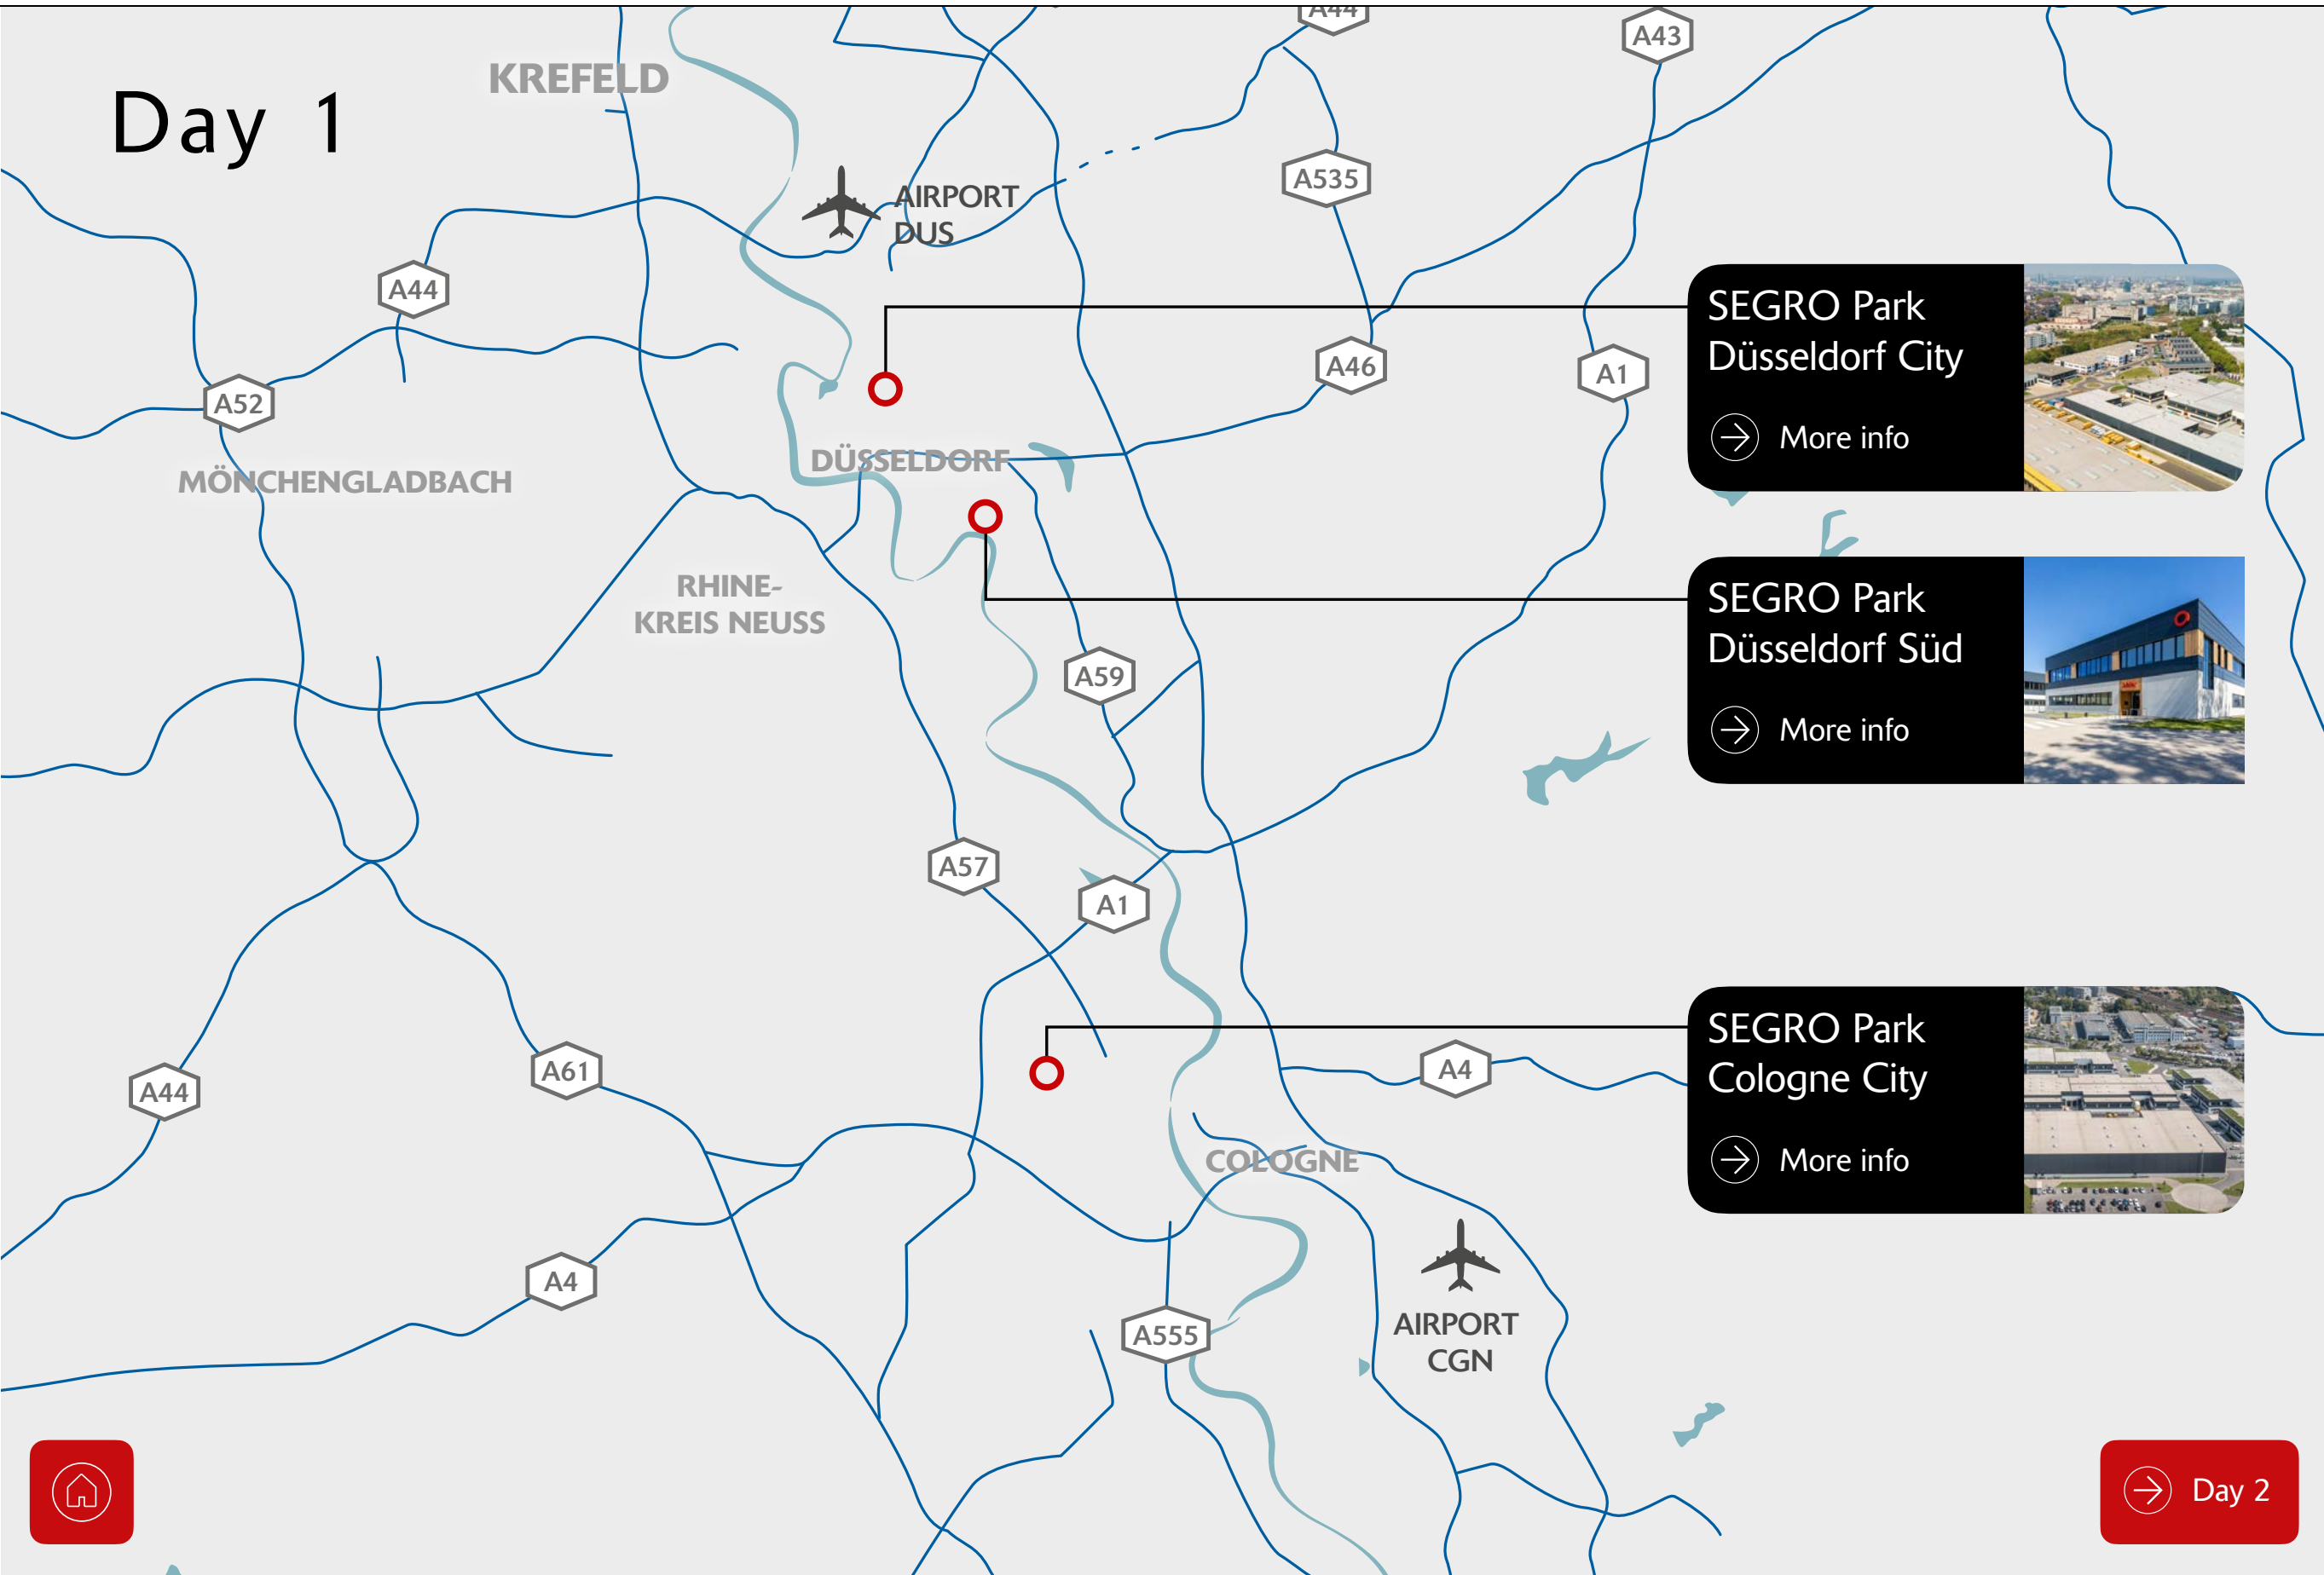 A44
A43
KREFELD
Day 1
A535
AIRPORT
DUS
A44
SEGRO Park
Düsseldorf City
More info
A46
A1
A52
DÜSSELDORF
MÖNCHENGLADBACH
RHINE-
KREIS NEUSS
SEGRO Park
Düsseldorf Süd
More info
A59
A57
A1
SEGRO Park
Cologne City
More info
A61
A4
A44
COLOGNE
A4
A555
AIRPORT
CGN
Day 2